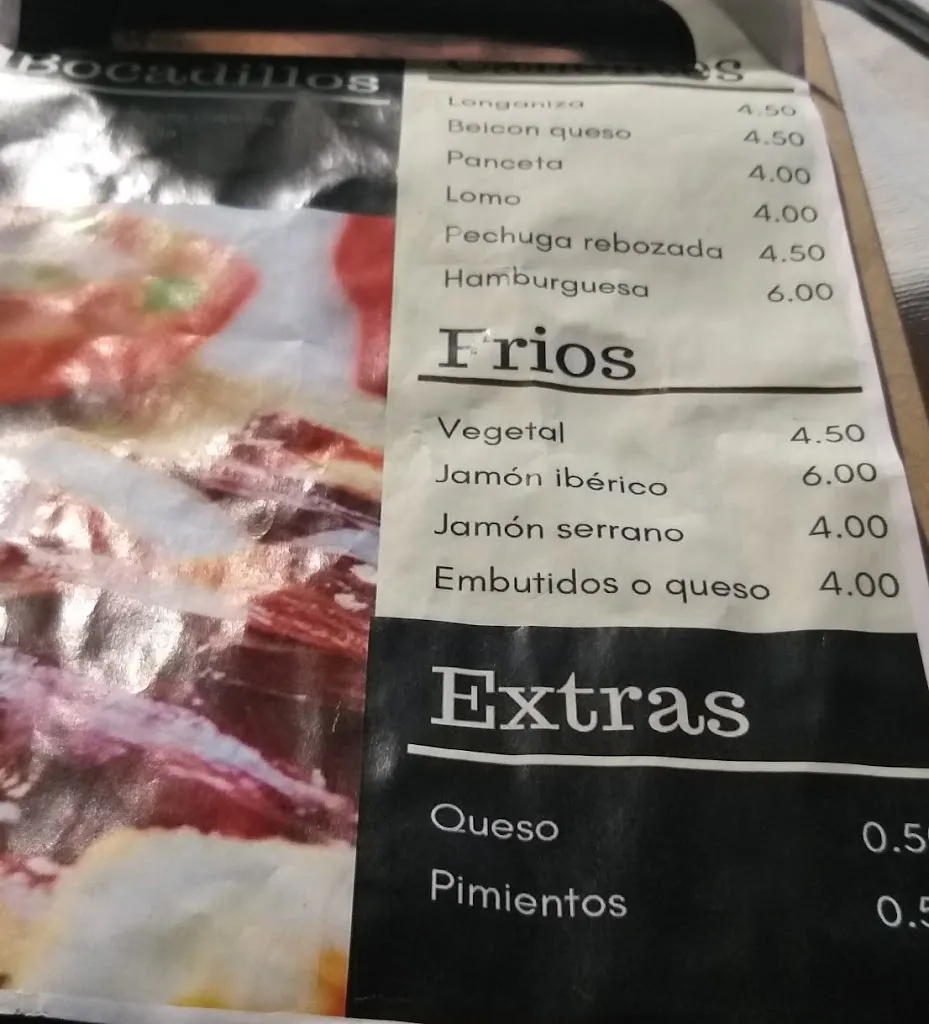 Bocadillos
Longaniza 4.50
Beicon queso 4.50
Panceta 4.00
Lomo 4.00
Pechuga rebozada 4.50
Hamburguesa 6.00
Frios
Vegetal 4.50
Jamón ibérico 6.00
Jamón serrano 4.00
Embutidos o queso 4.00
Extras
Queso
Pimientos